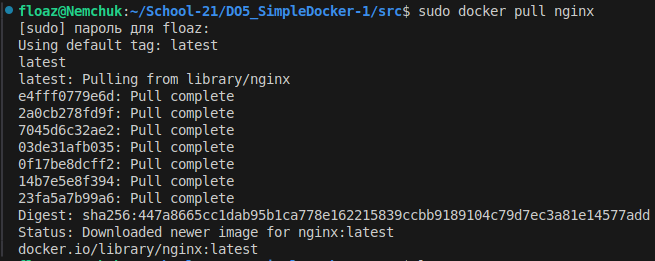 floaz@Nemchuk:~/School-21/DO5_SimpleDocker-1/src$ sudo docker pull nginx
[sudo] пароль для floaz:
Using default tag: latest
latest
latest: Pulling from library/nginx
e4fff0779e6d: Pull complete
2a0cb278fd9f: Pull complete
7045d6c32ae2: Pull complete
03de31afb035: Pull complete
0f17be8dcff2: Pull complete
14b7e5e8f394: Pull complete
23fa5a7b99a6: Pull complete
Digest: sha256:447a8665cc1dab95b1ca778e162215839ccbb9189104c79d7ec3a81e14577add
Status: Downloaded newer image for nginx:latest
docker.io/library/nginx:latest